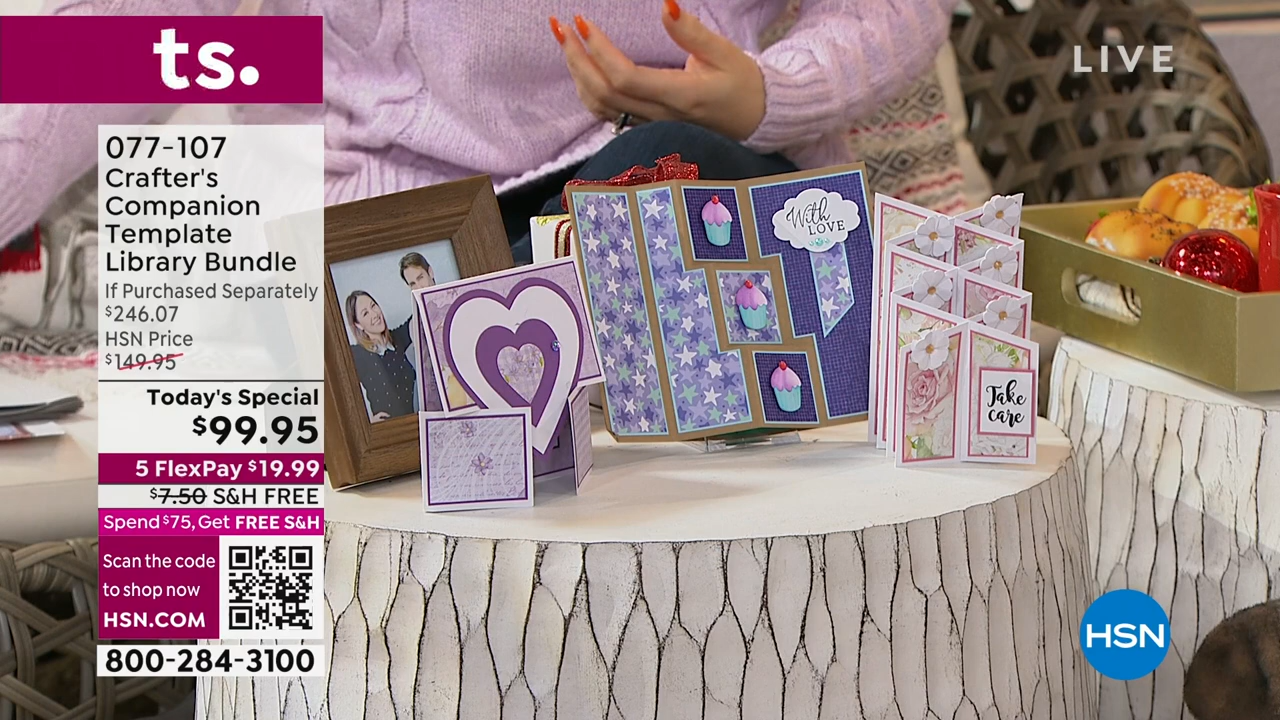 ts.
LIVE
077-107
Crafter's
Companion
Template
Library Bundle
If Purchased Separately
$246.07
HSN Price
$149.95
Today's Special
$99.95
5 FlexPay $19.99
$7.50 S&H FREE
Spend $75, Get FREE S&H
Scan the code
to shop now
HSN.COM
800-284-3100
With
LOVE
Take
care
HSN